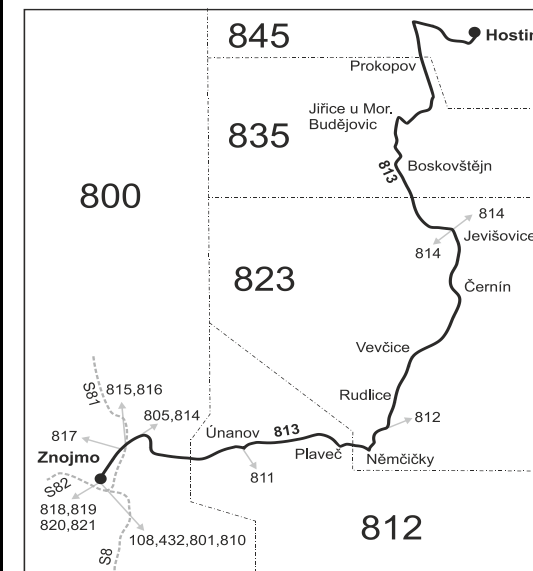 845
Hostin
Prokopov
Jiřice u Mor.
Budějovic
835
813
Boskovštějn
800
814
814
Jevišovice
823
Černín
Vevčice
Rudlice
S81
815,816
805,814
812
817
Únanov
813
Plaveč
Němčičky
Znojmo
811
S82
818,819
820,821
108,432,801,810
812
S8